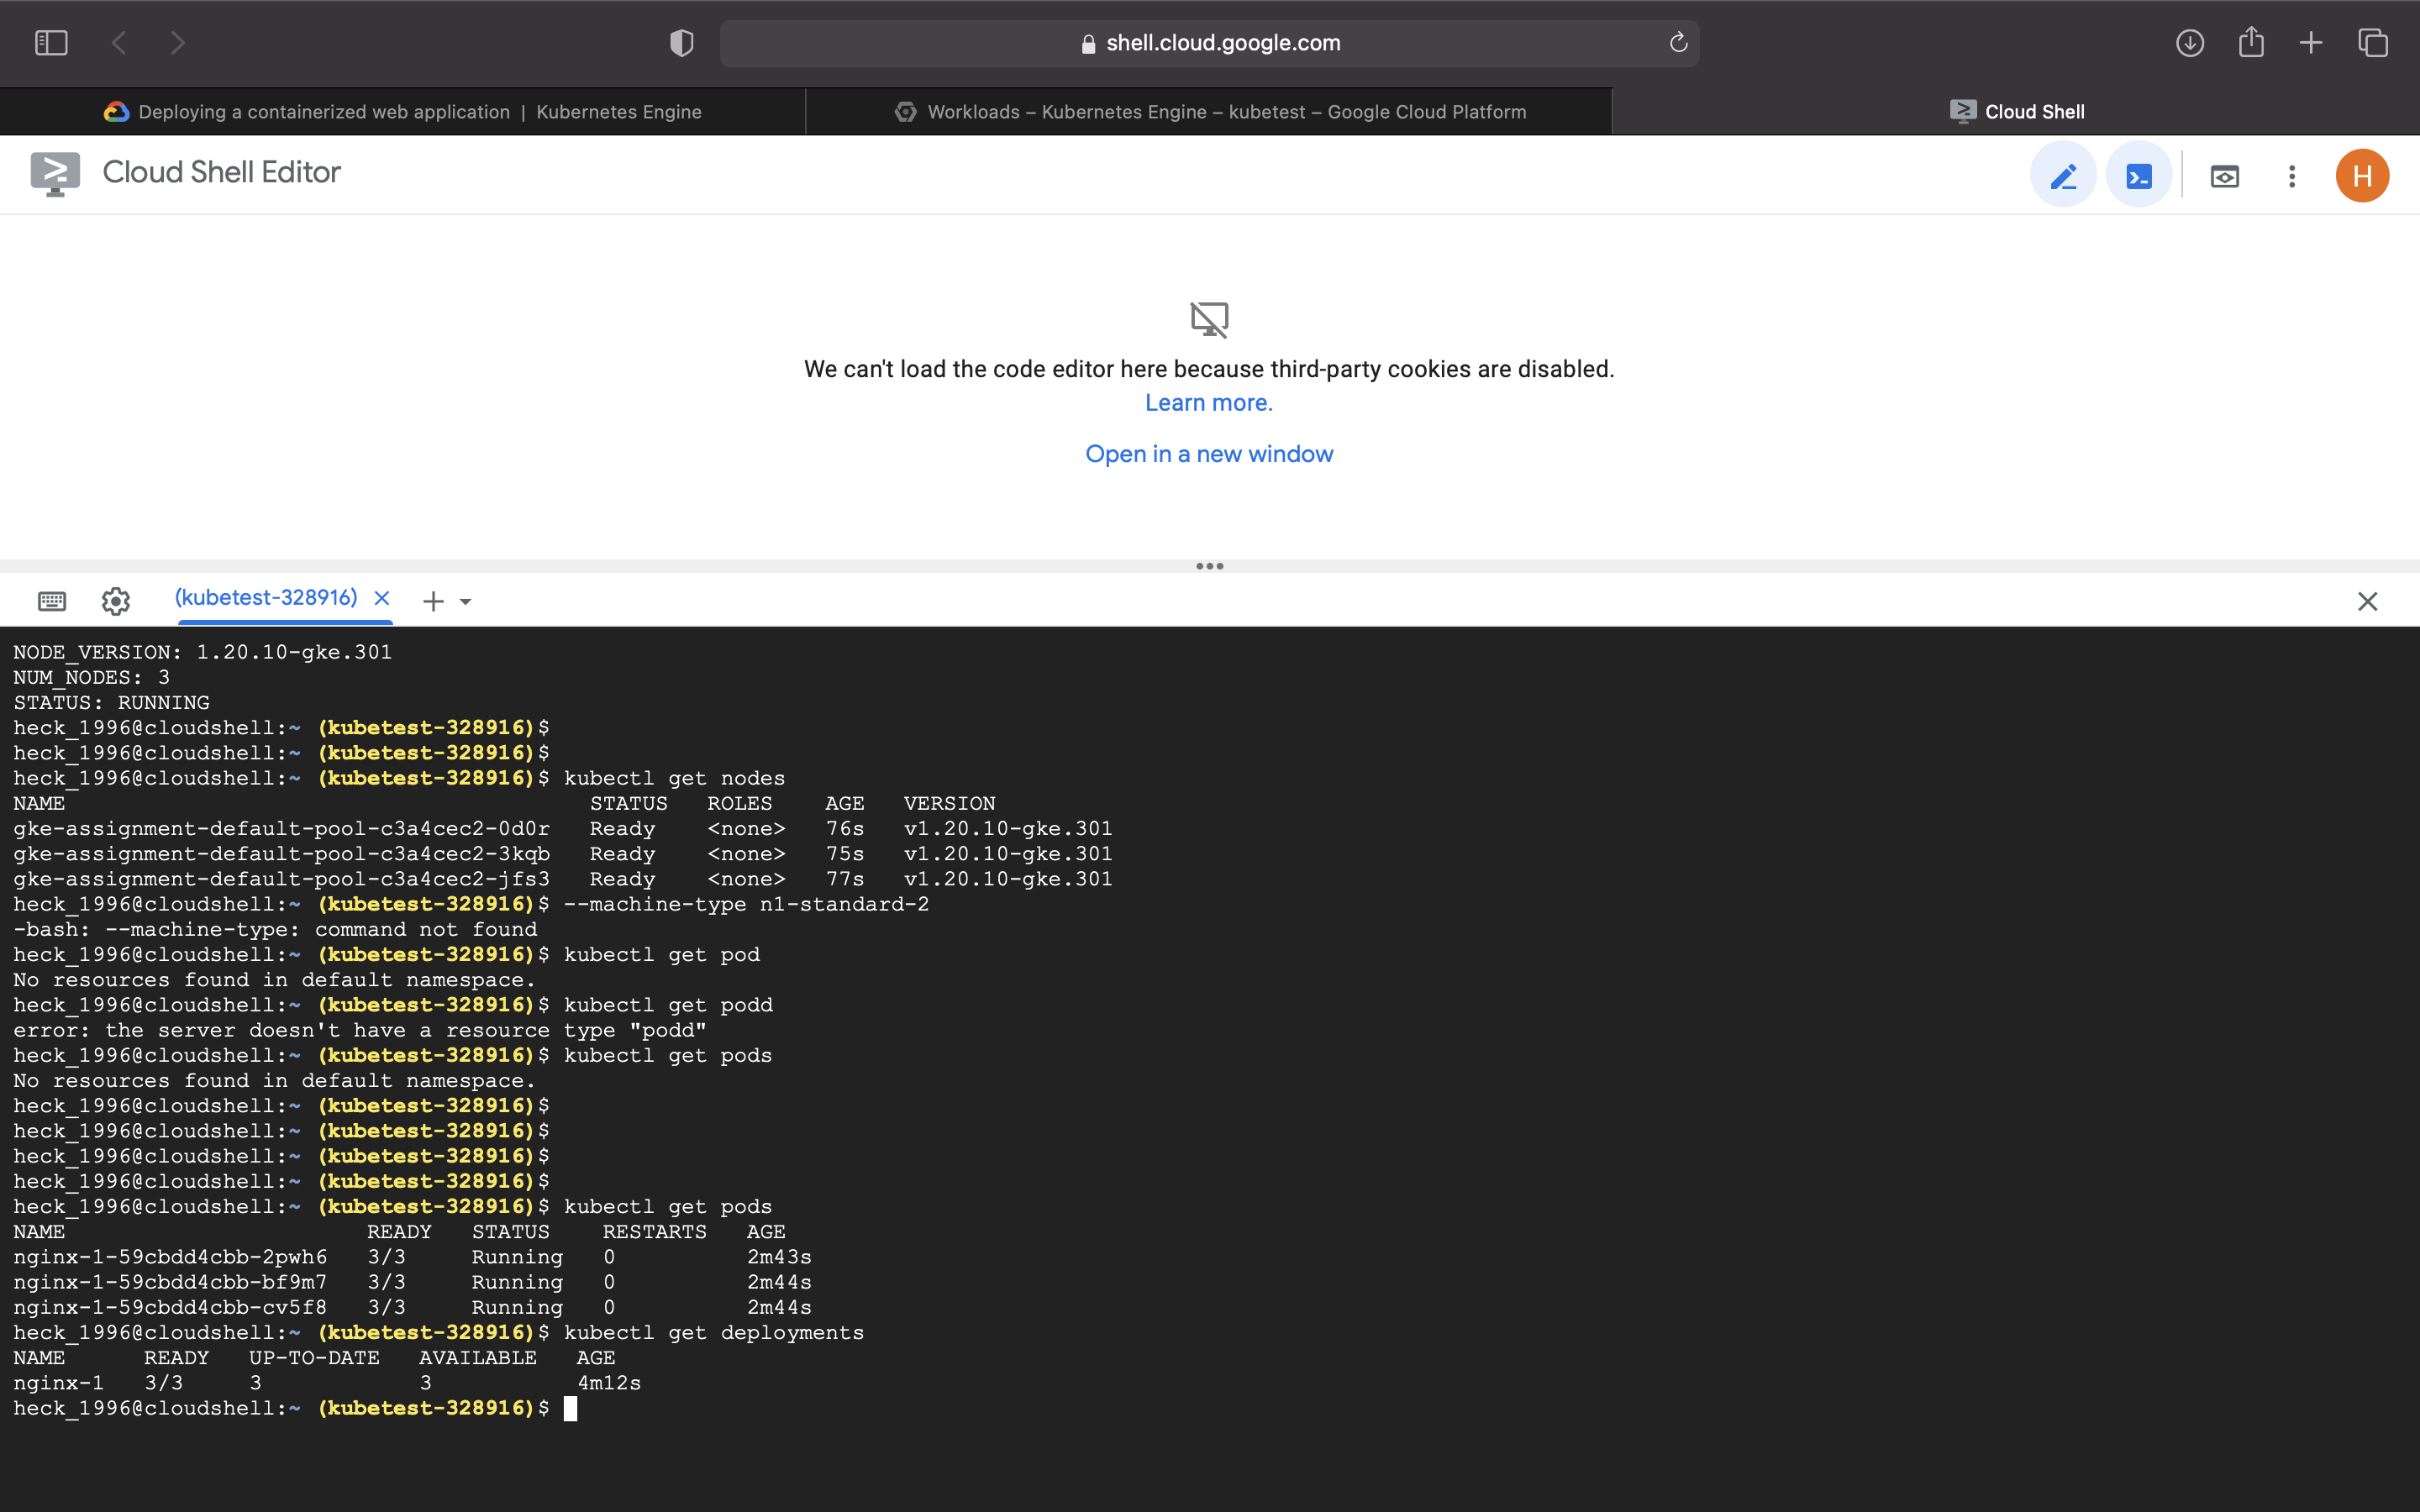 shell.cloud.google.com
Deploying a containerized web application | Kubernetes Engine
Workloads – Kubernetes Engine – kubetest – Google Cloud Platform
Cloud Shell
Cloud Shell Editor
H
We can't load the code editor here because third-party cookies are disabled.
Learn more.
Open in a new window
(kubetest-328916)
NODE_VERSION: 1.20.10-gke.301
NUM_NODES: 3
STATUS: RUNNING
heck_1996@cloudshell:~ (kubetest-328916)$
heck_1996@cloudshell:~ (kubetest-328916)$
heck_1996@cloudshell:~ (kubetest-328916)$ kubectl get nodes
NAME STATUS ROLES AGE VERSION
gke-assignment-default-pool-c3a4cec2-0d0r Ready <none> 76s v1.20.10-gke.301
gke-assignment-default-pool-c3a4cec2-3kqb Ready <none> 75s v1.20.10-gke.301
gke-assignment-default-pool-c3a4cec2-jfs3 Ready <none> 77s v1.20.10-gke.301
heck_1996@cloudshell:~ (kubetest-328916)$ --machine-type n1-standard-2
-bash: --machine-type: command not found
heck_1996@cloudshell:~ (kubetest-328916)$ kubectl get pod
No resources found in default namespace.
heck_1996@cloudshell:~ (kubetest-328916)$ kubectl get podd
error: the server doesn't have a resource type "podd"
heck_1996@cloudshell:~ (kubetest-328916)$ kubectl get pods
No resources found in default namespace.
heck_1996@cloudshell:~ (kubetest-328916)$
heck_1996@cloudshell:~ (kubetest-328916)$
heck_1996@cloudshell:~ (kubetest-328916)$
heck_1996@cloudshell:~ (kubetest-328916)$
heck_1996@cloudshell:~ (kubetest-328916)$ kubectl get pods
NAME READY STATUS RESTARTS AGE
nginx-1-59cbdd4cbb-2pwh6 3/3 Running 0 2m43s
nginx-1-59cbdd4cbb-bf9m7 3/3 Running 0 2m44s
nginx-1-59cbdd4cbb-cv5f8 3/3 Running 0 2m44s
heck_1996@cloudshell:~ (kubetest-328916)$ kubectl get deployments
NAME READY UP-TO-DATE AVAILABLE AGE
nginx-1 3/3 3 3 4m12s
heck_1996@cloudshell:~ (kubetest-328916)$